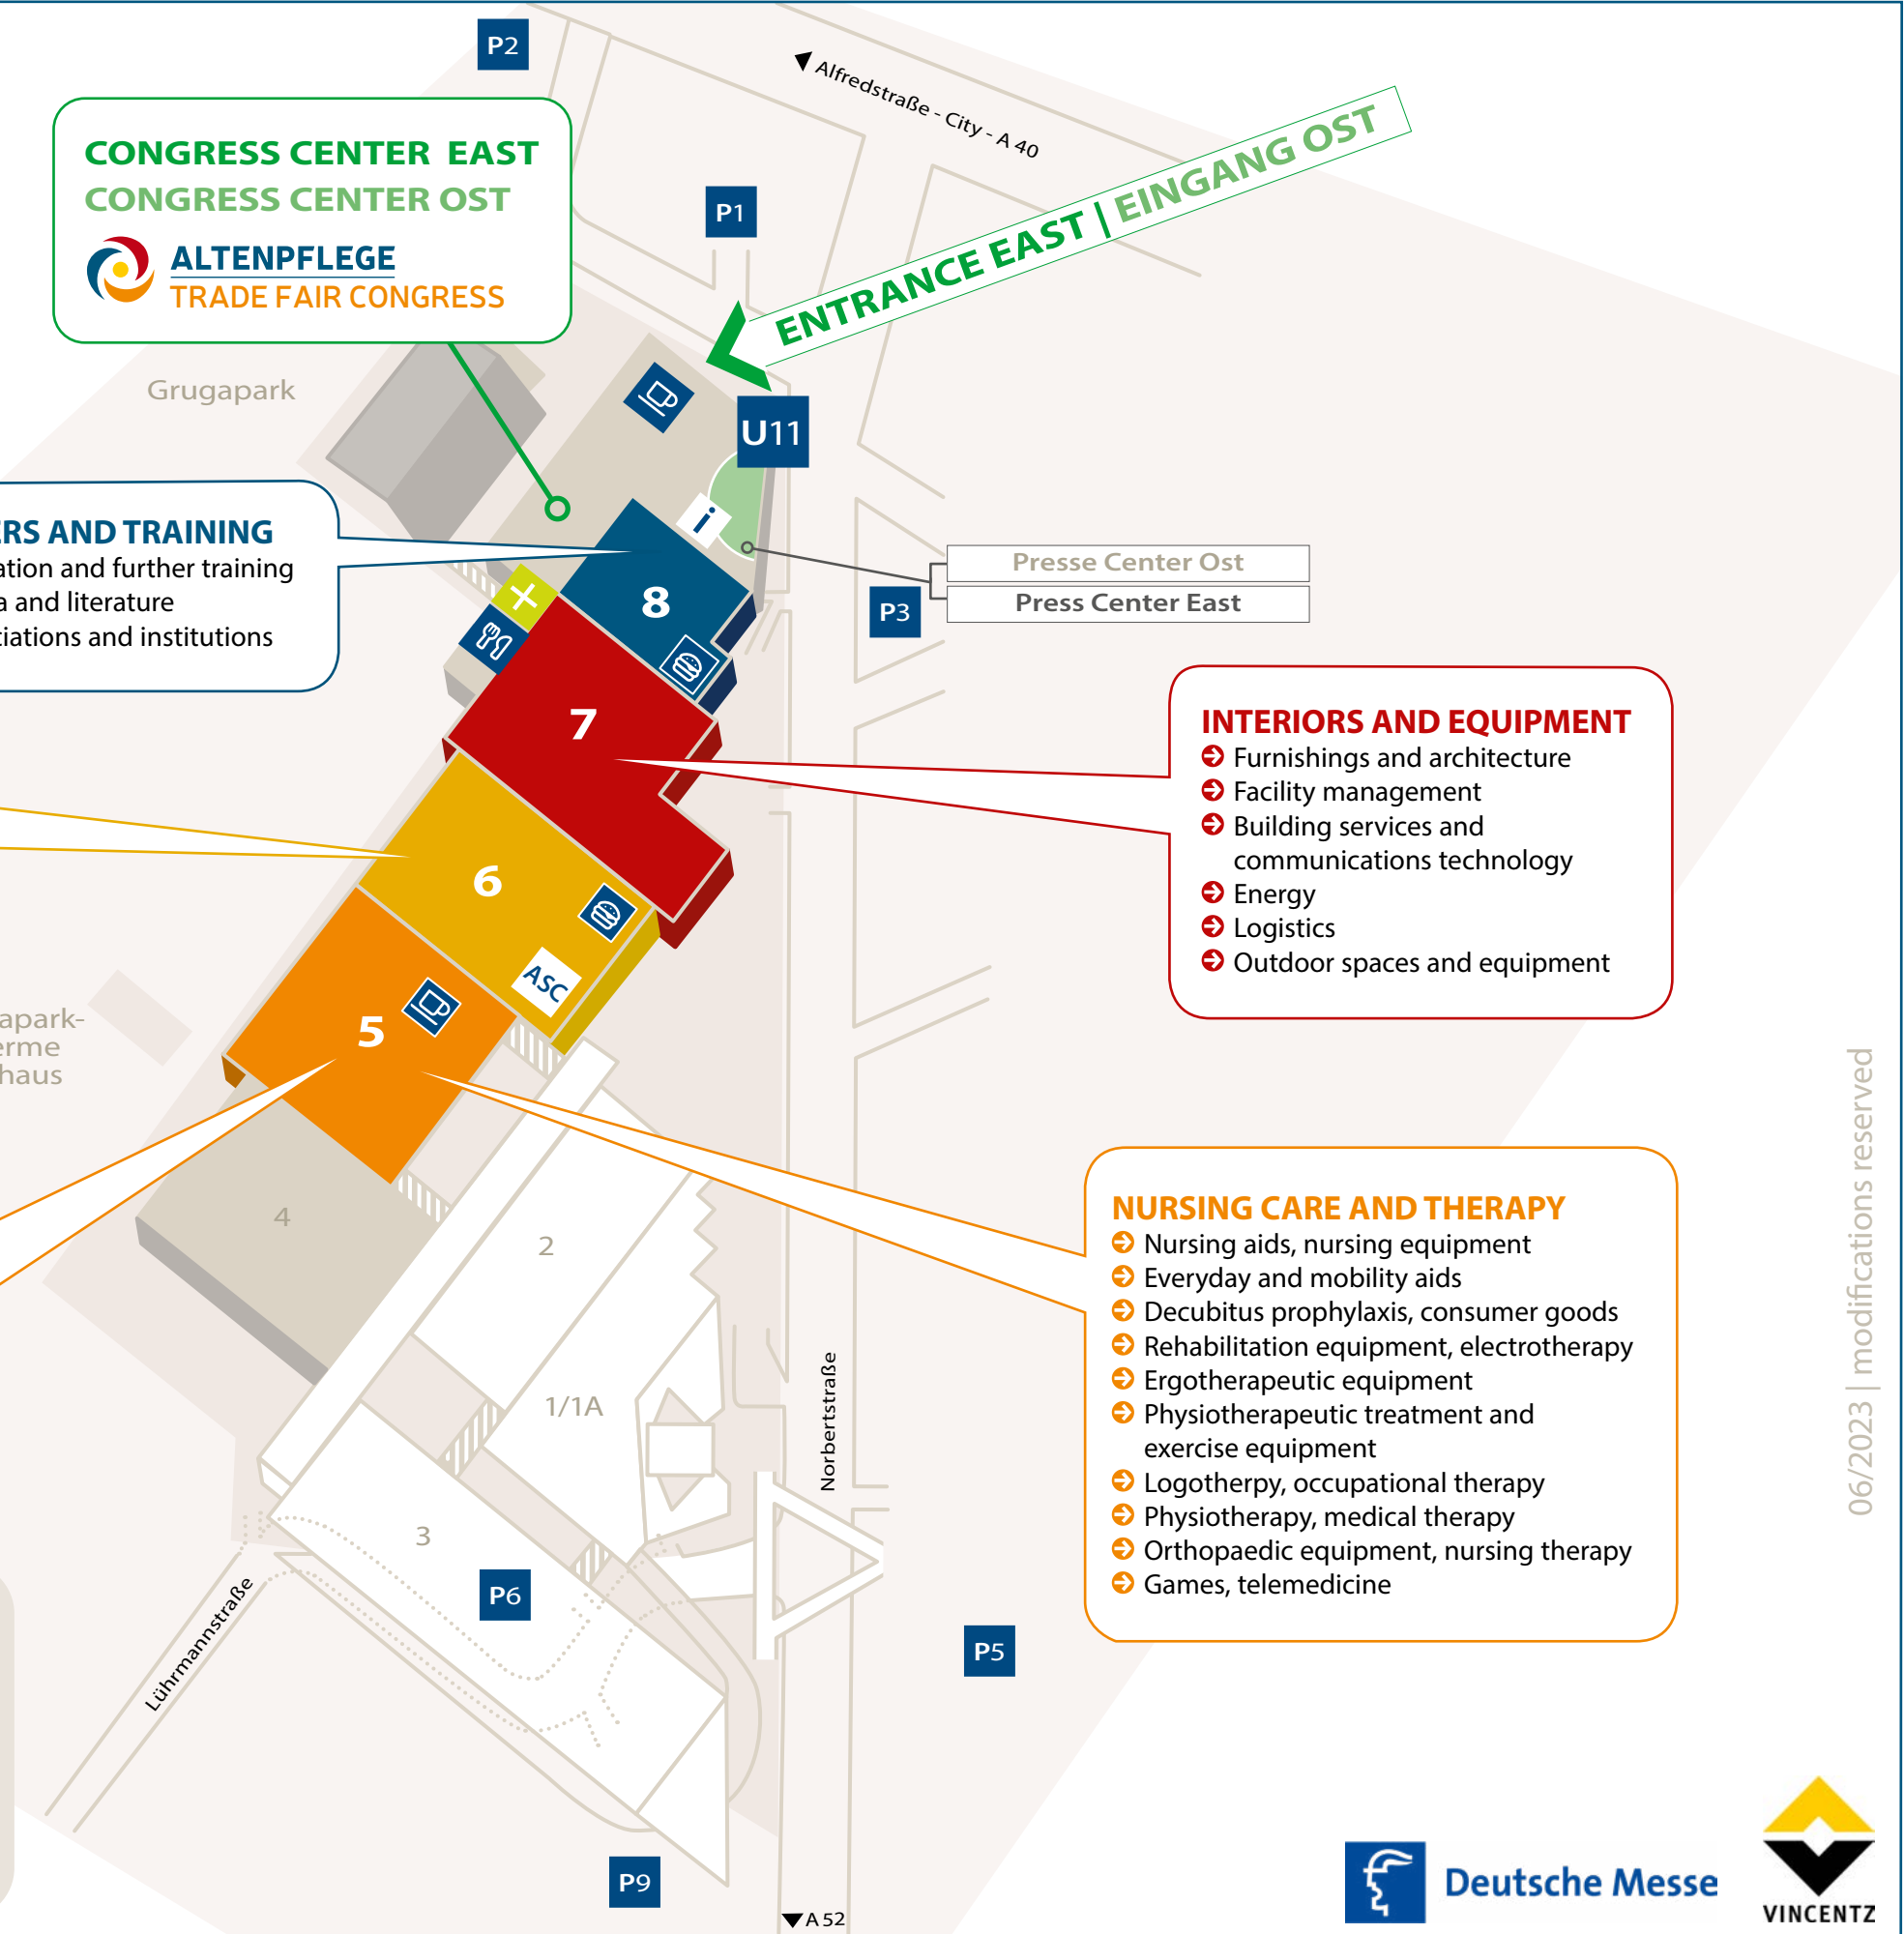 P2
Alfredstraße - City - A 40
CONGRESS CENTER EAST
CONGRESS CENTER OST
ALTENPFLEGE
TRADE FAIR CONGRESS
P1
ENTRANCE EAST | EINGANG OST
Grugapark
U11
i
ERS AND TRAINING
ation and further training
a and literature
iations and institutions
8
Presse Center Ost
Press Center East
P3
7
INTERIORS AND EQUIPMENT
Furnishings and architecture
Facility management
Building services and
communications technology
Energy
Logistics
Outdoor spaces and equipment
6
ASC
5
apark-
erme
haus
4
2
1/1A
3
NURSING CARE AND THERAPY
Nursing aids, nursing equipment
Everyday and mobility aids
Decubitus prophylaxis, consumer goods
Rehabilitation equipment, electrotherapy
Ergotherapeutic equipment
Physiotherapeutic treatment and
exercise equipment
Logotherpy, occupational therapy
Physiotherapy, medical therapy
Orthopaedic equipment, nursing therapy
Games, telemedicine
06/2023 | modifications reserved
Norbertstraße
Lührmannstraße
P6
P5
P9
A 52
Deutsche Messe
VINCENTZ